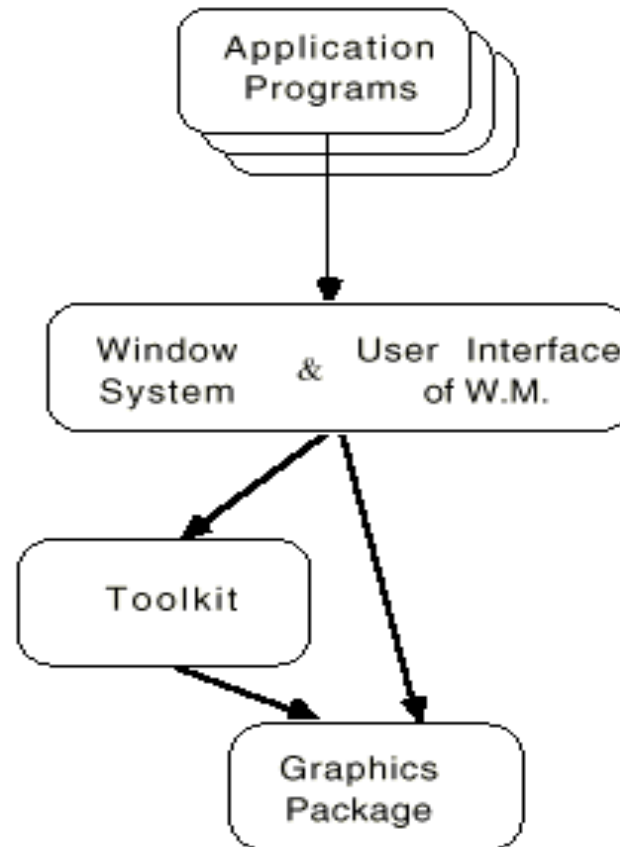 Application
Programs
Window
System
&
User Interface
of W.M.
Toolkit
Graphics
Package